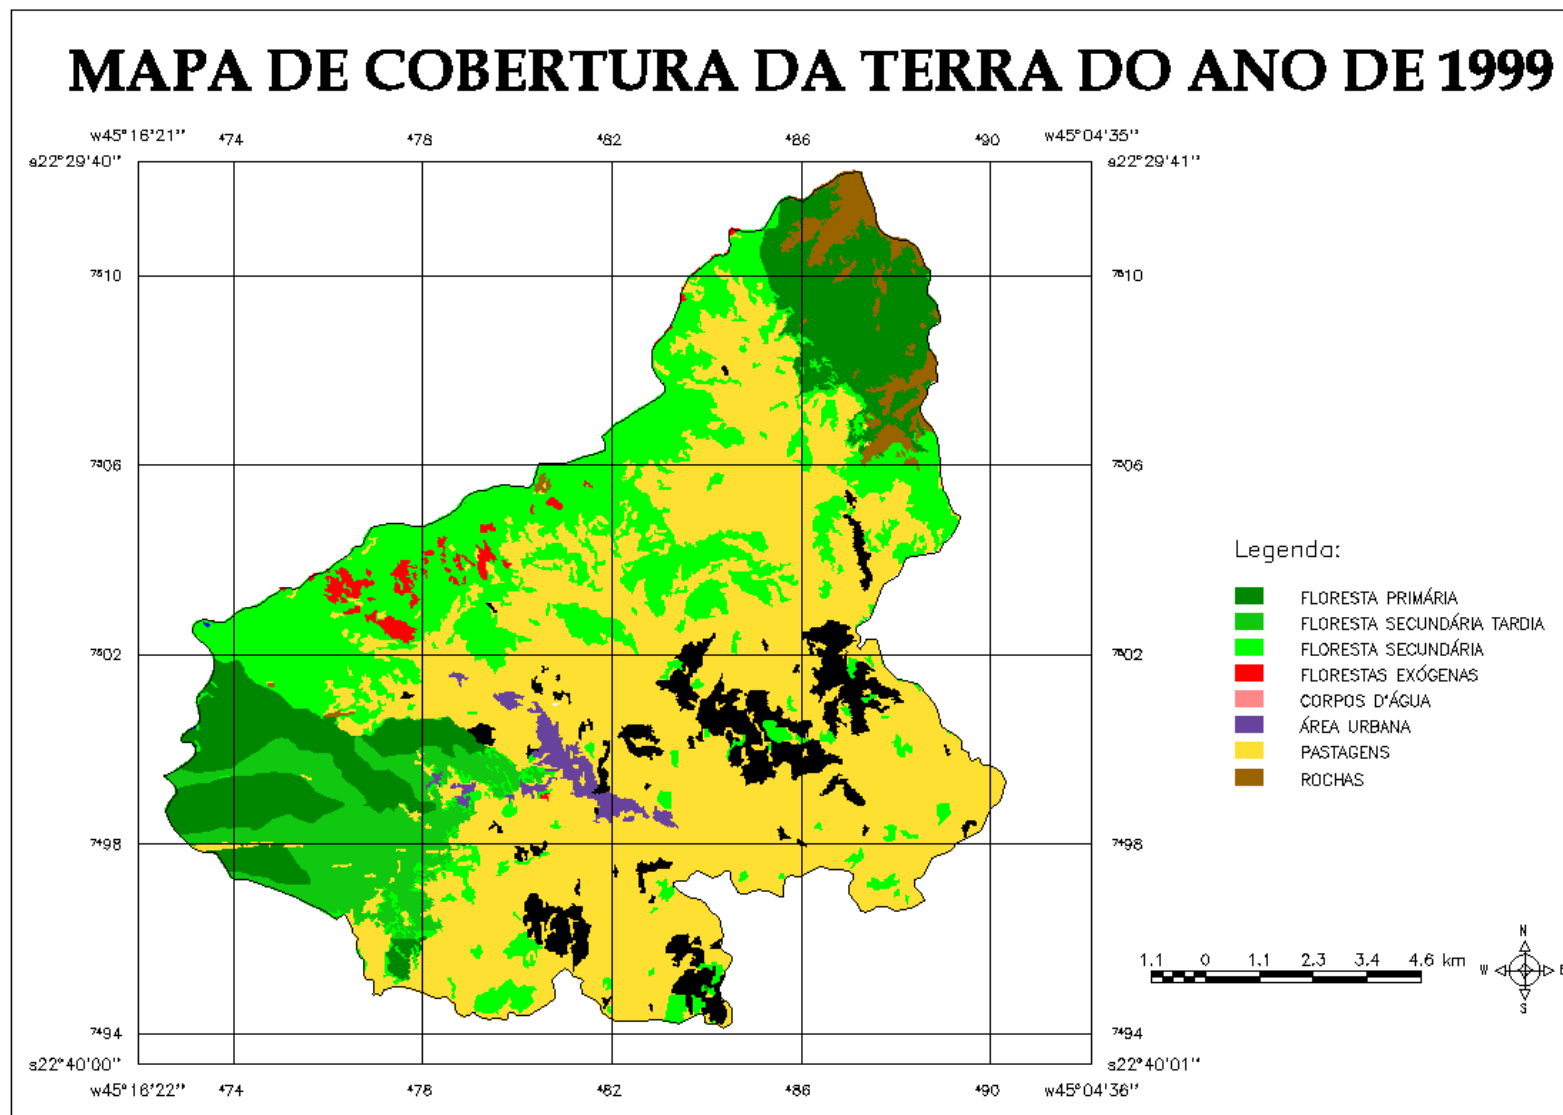 MAPA DE COBERTURA DA TERRA DO ANO DE 1999
w45°16'21'' 474 478 482 486 490 w45°04'35''
s22°29'40'' s22°29'41''
7510 7510
7506 7506
Legenda:
FLORESTA PRIMÁRIA
FLORESTA SECUNDÁRIA TARDIA
FLORESTA SECUNDÁRIA
FLORESTAS EXÓGENAS
CORPOS D'ÁGUA
ÁREA URBANA
PASTAGENS
ROCHAS
7502 7502
7498 7498
N
W E
S
1.1 0 1.1 2.3 3.4 4.6 km
7494 7494
s22°40'00'' s22°40'01''
w45°16'22'' 474 478 482 486 490 w45°04'36''